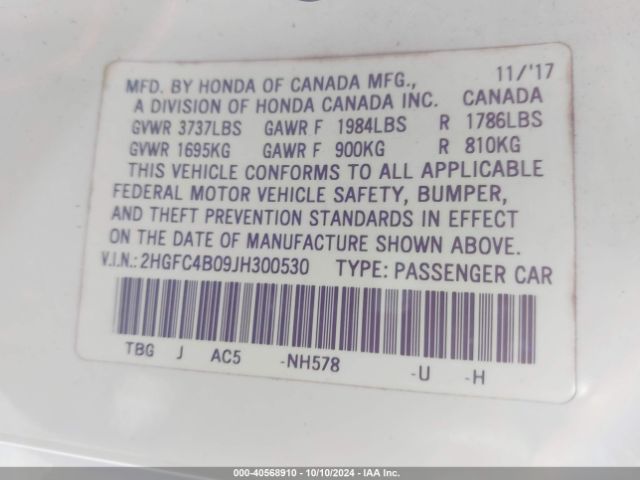 MFD. BY HONDA OF CANADA MFG., 11/'17
A DIVISION OF HONDA CANADA INC. CANADA
GVWR 3737LBS GAWR F 1984LBS R 1786LBS
GVWR 1695KG GAWR F 900KG R 810KG
THIS VEHICLE CONFORMS TO ALL APPLICABLE
FEDERAL MOTOR VEHICLE SAFETY, BUMPER,
AND THEFT PREVENTION STANDARDS IN EFFECT
ON THE DATE OF MANUFACTURE SHOWN ABOVE.
V.I.N.: 2HGFC4B09JH300530 TYPE: PASSENGER CAR
TBG J AC5 -NH578 -U -H
000-40568910 | 10/10/2024 | IAA Inc.